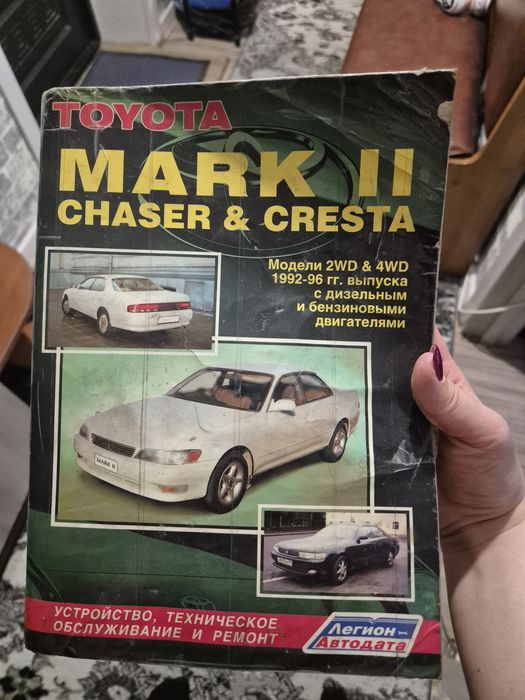 TOYOTA
MARK II
CHASER & CRESTA
Модели 2WD & 4WD
1992-96 гг. выпуска
с дизельным
и бензиновыми
двигателями
MARK II
УСТРОЙСТВО, ТЕХНИЧЕСКОЕ
ОБСЛУЖИВАНИЕ И РЕМОНТ
Легион
Автодата